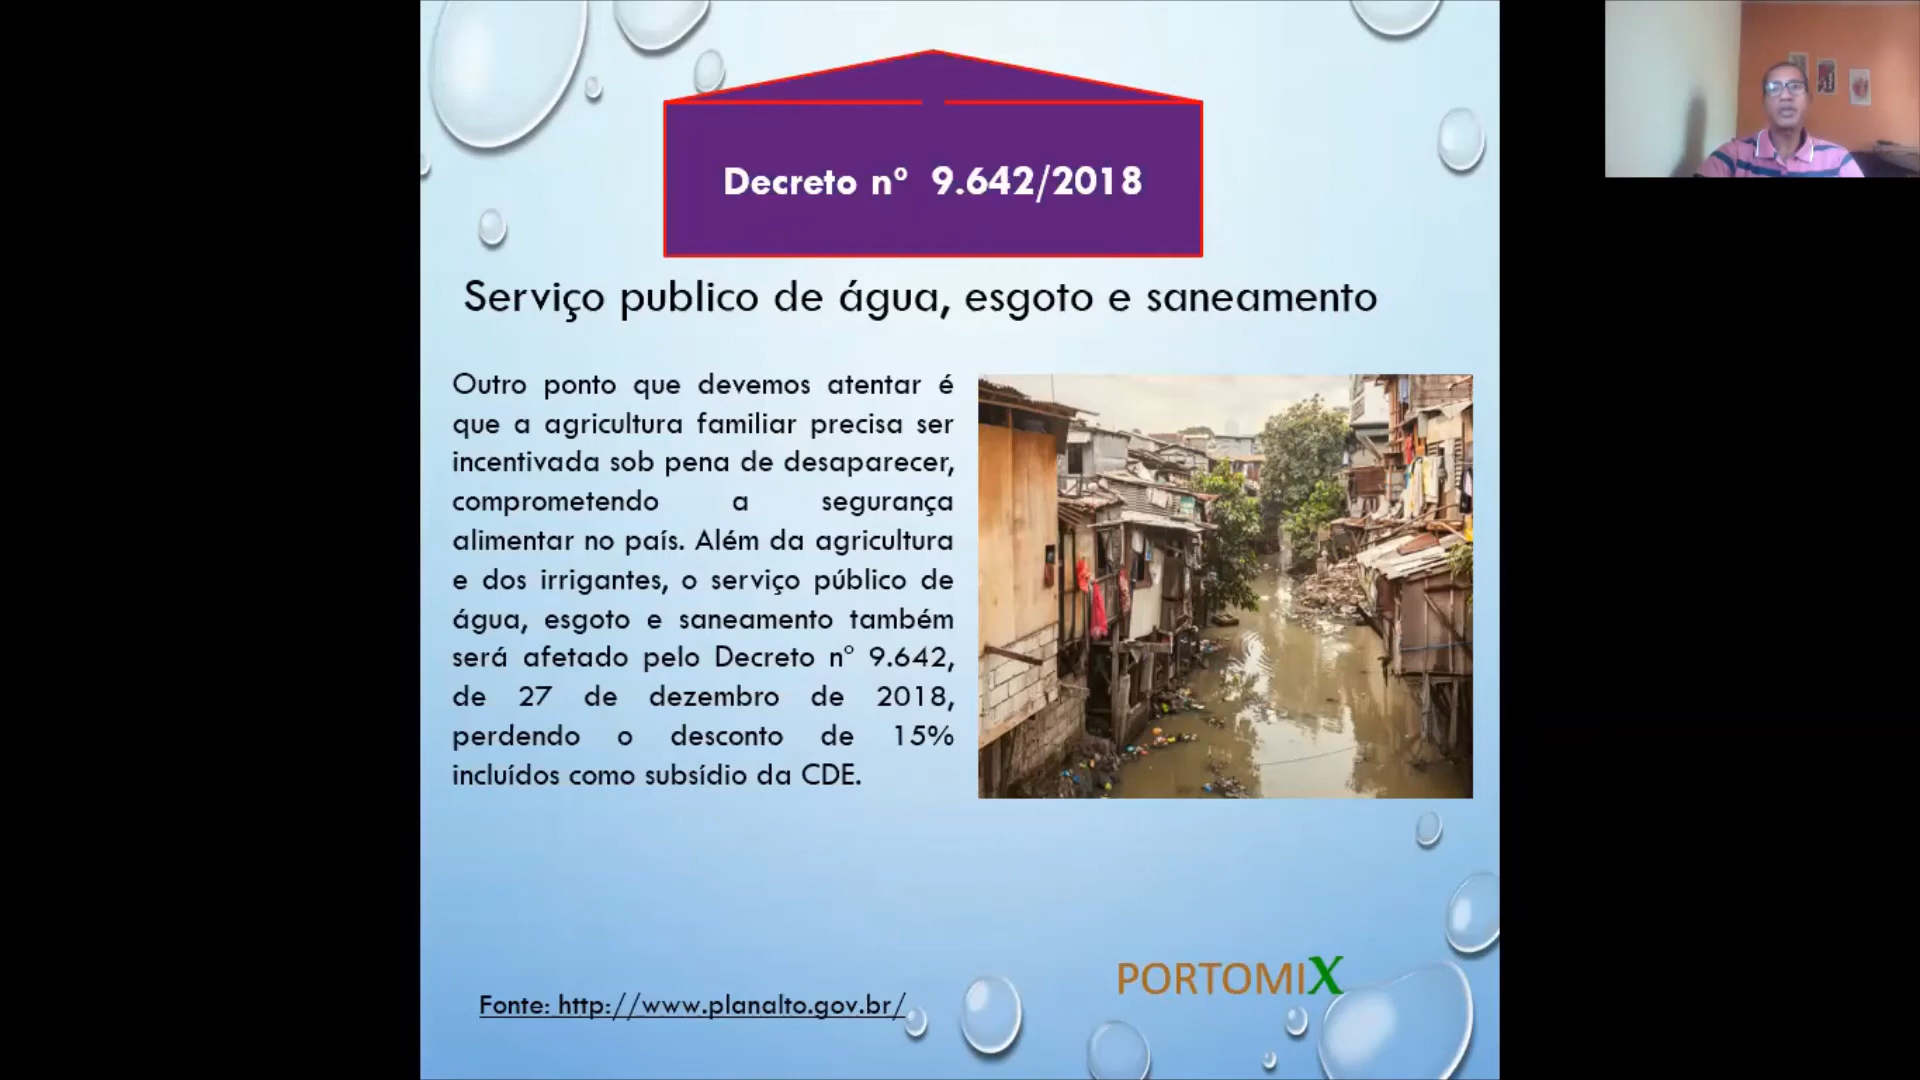 Decreto nº 9.642/2018
Serviço publico de água, esgoto e saneamento
Outro ponto que devemos atentar é
que a agricultura familiar precisa ser
incentivada sob pena de desaparecer,
comprometendo a segurança
alimentar no país. Além da agricultura
e dos irrigantes, o serviço público de
água, esgoto e saneamento também
será afetado pelo Decreto nº 9.642,
de 27 de dezembro de 2018,
perdendo o desconto de 15%
incluídos como subsídio da CDE.
PORTOMIX
Fonte: http://www.planalto.gov.br/